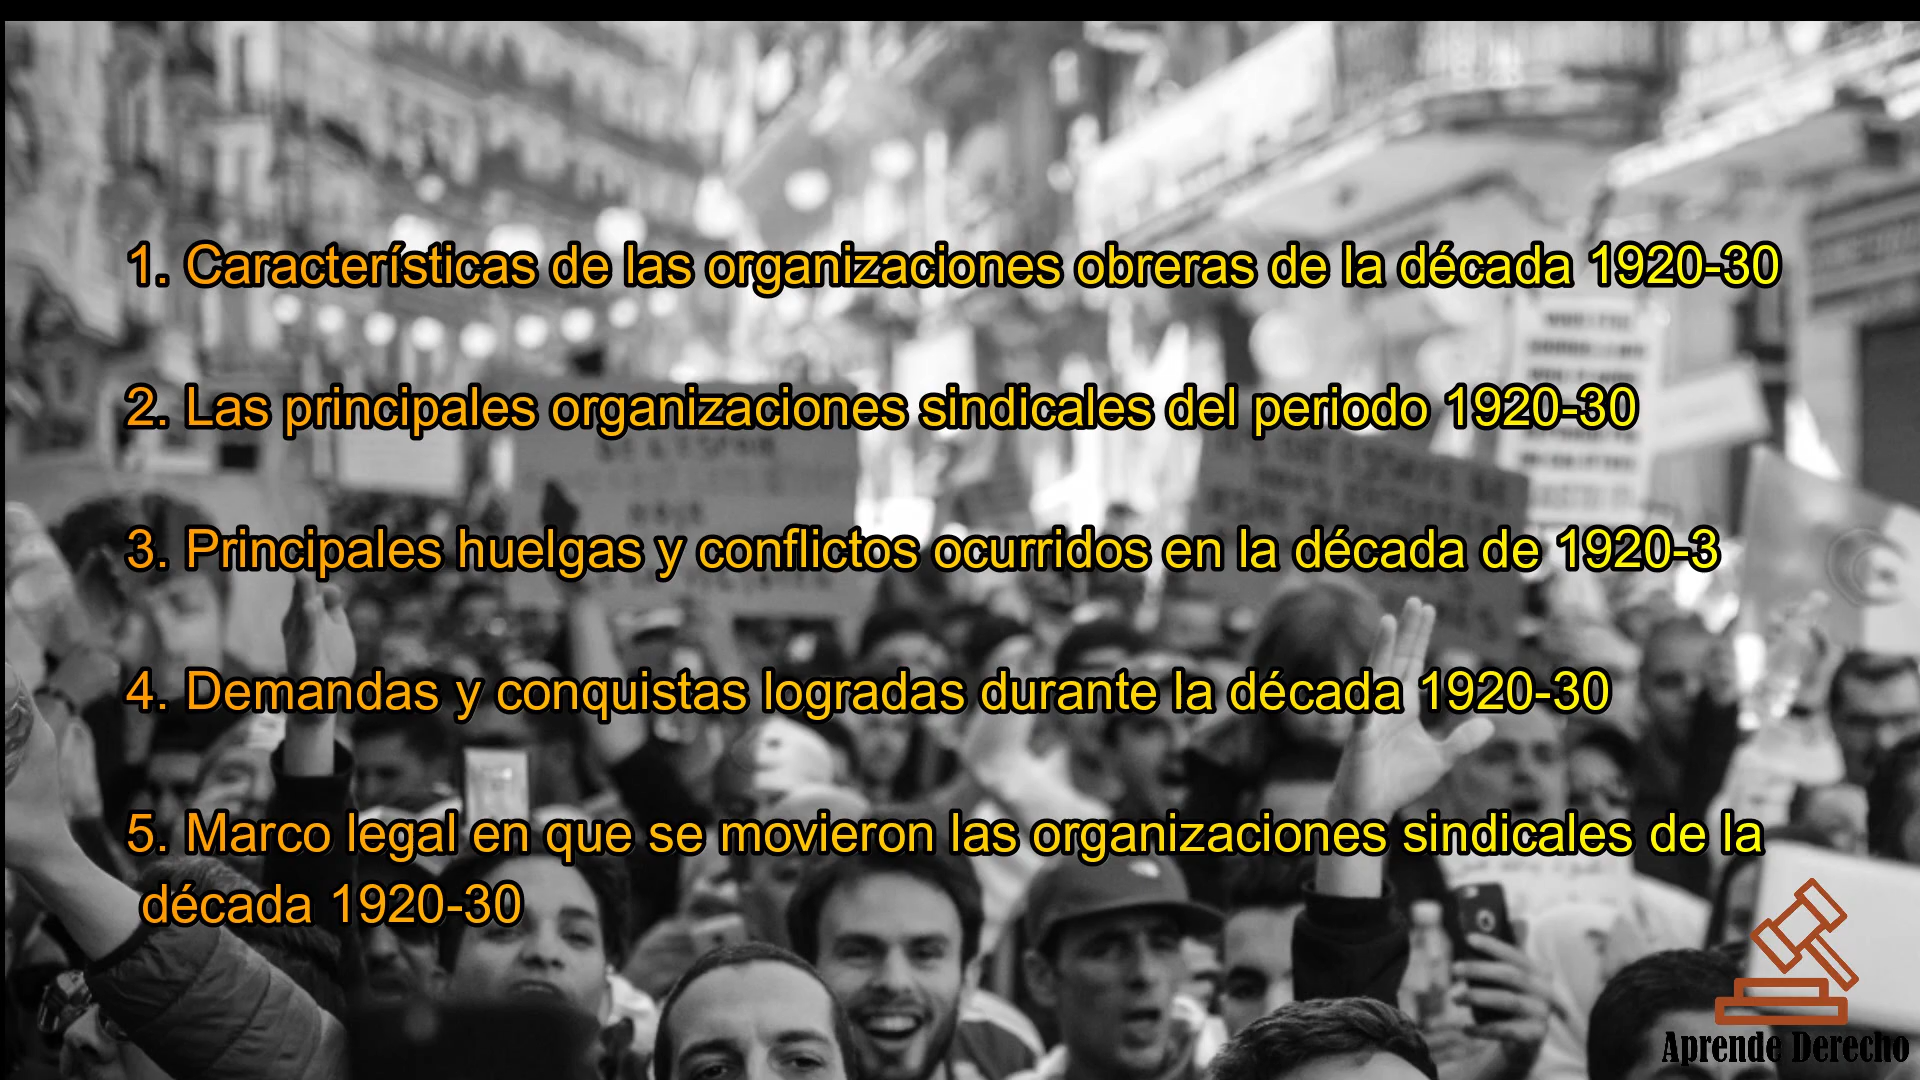 1. Características de las organizaciones obreras de la década 1920-30
2. Las principales organizaciones sindicales del periodo 1920-30
3. Principales huelgas y conflictos ocurridos en la década de 1920-3
4. Demandas y conquistas logradas durante la década 1920-30
5. Marco legal en que se movieron las organizaciones sindicales de la
década 1920-30
Aprende Derecho